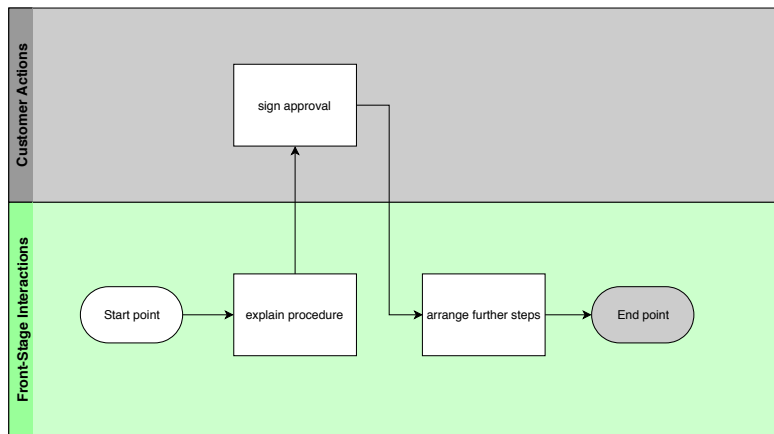 Customer Actions
sign approval
Front-Stage Interactions
Start point
explain procedure
arrange further steps
End point